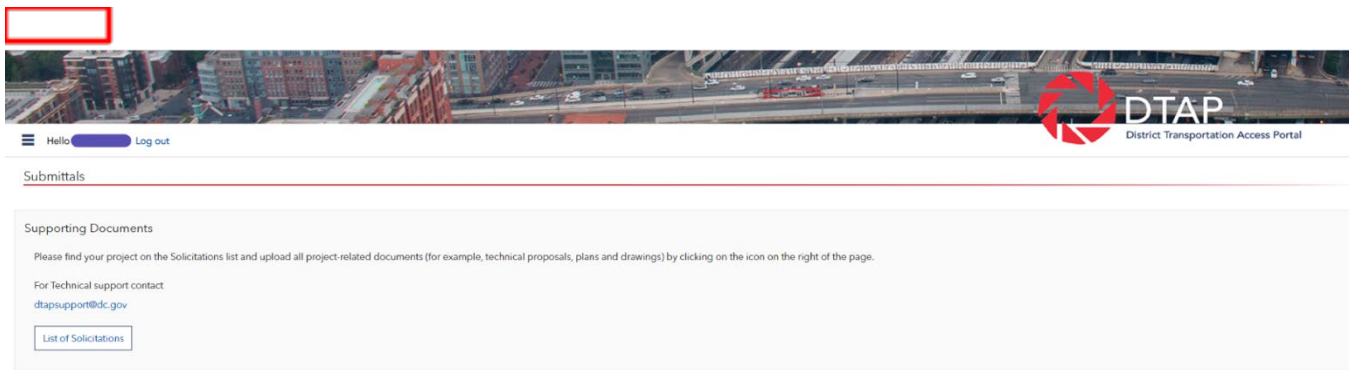 DTAP
District Transportation Access Portal
Hello Log out
Submittals
Supporting Documents
Please find your project on the Solicitations list and upload all project-related documents (for example, technical proposals, plans and drawings) by clicking on the icon on the right of the page.
For Technical support contact
dtapsupport@dc.gov
List of Solicitations